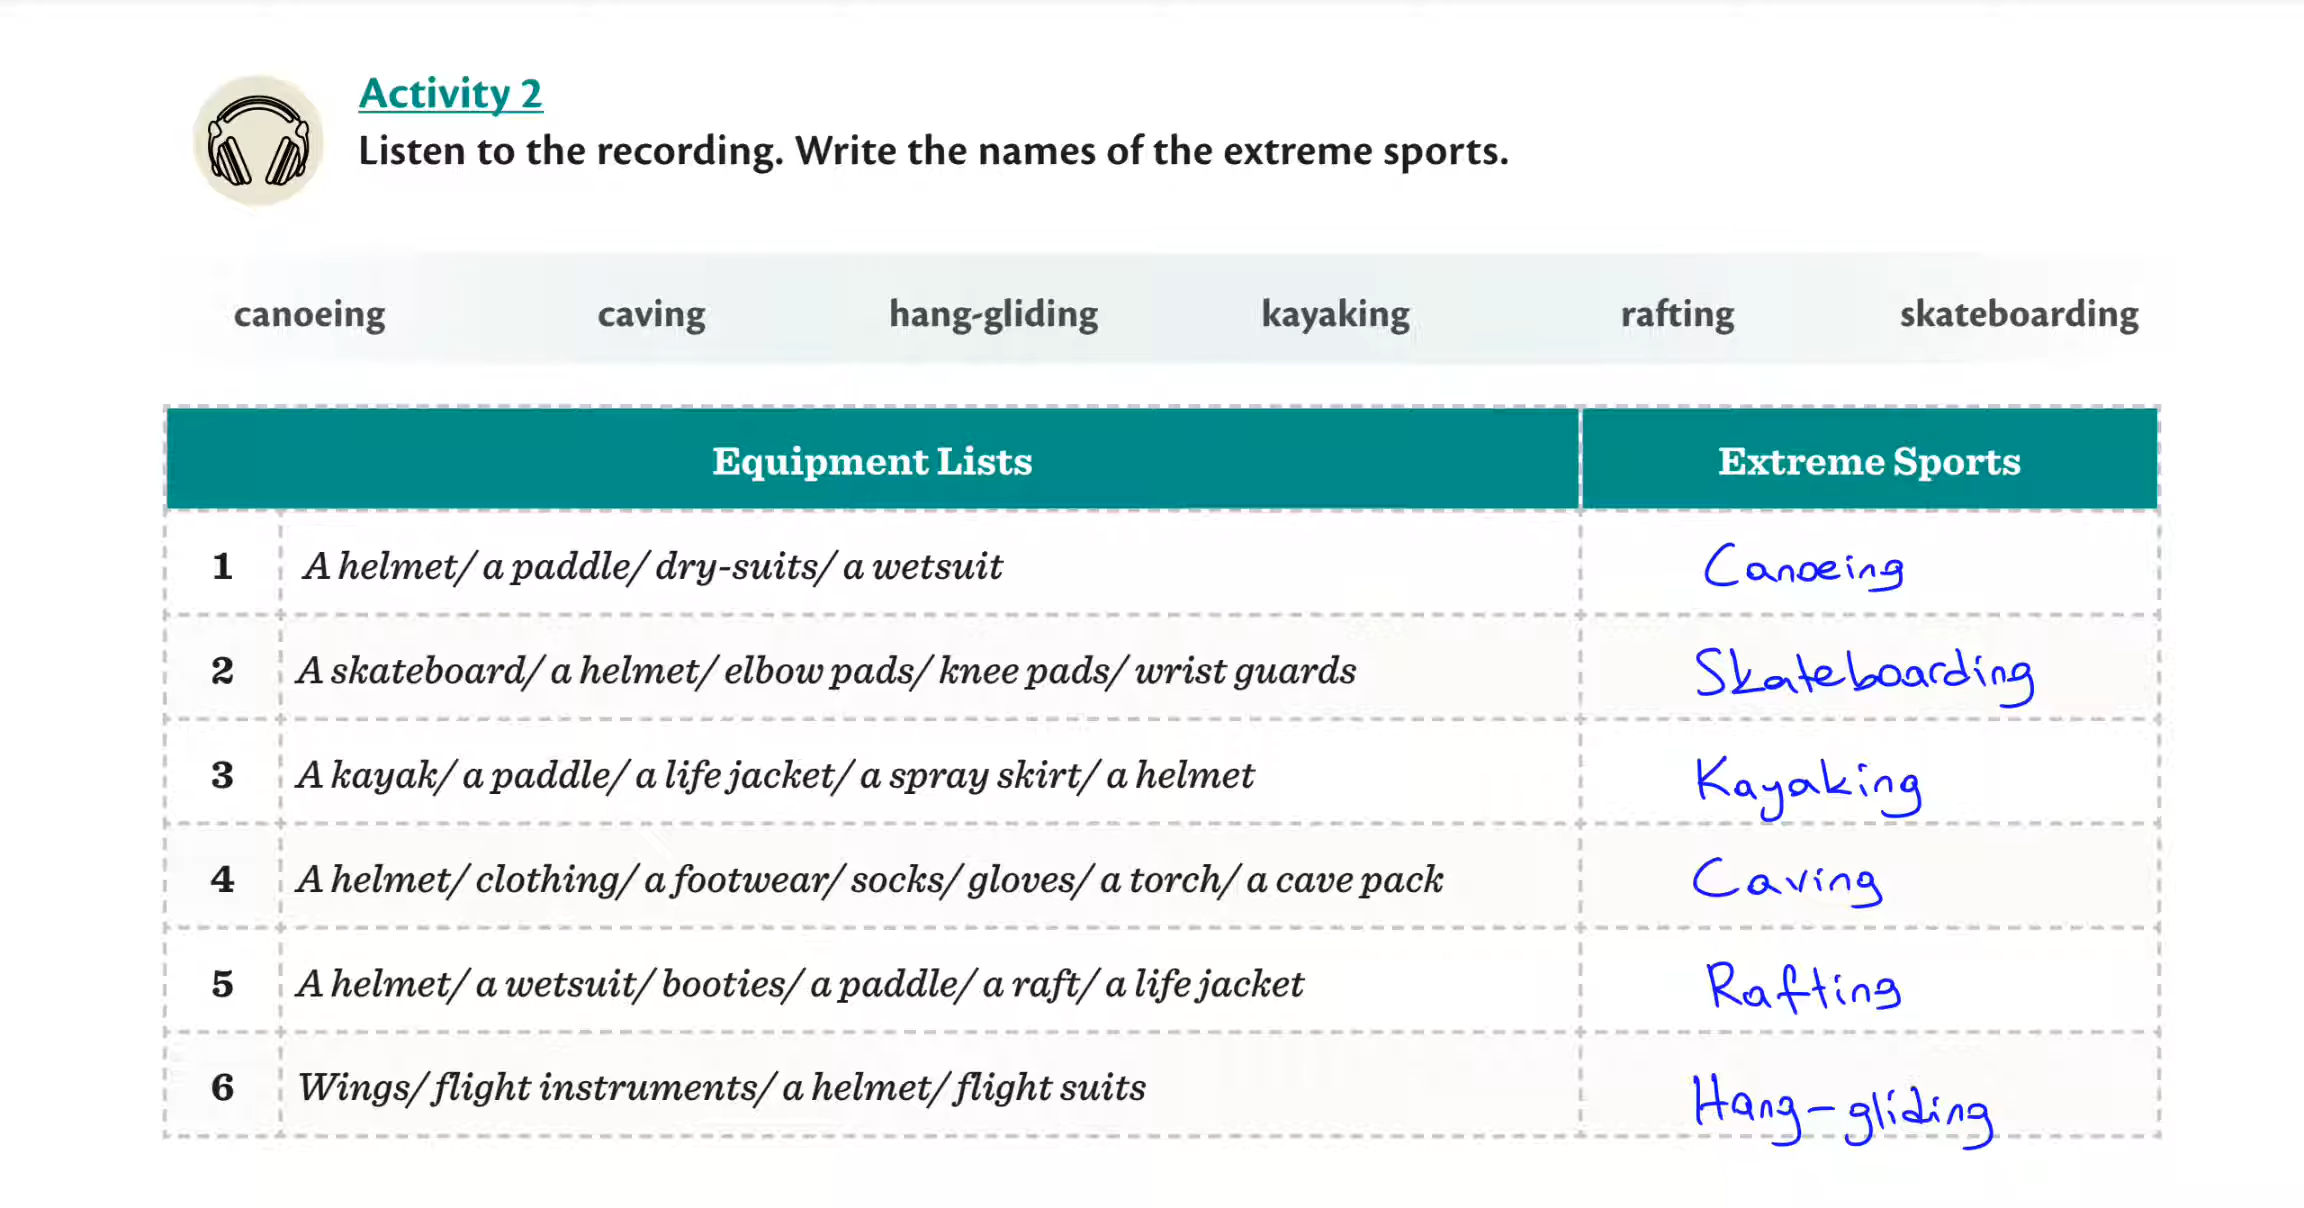 Activity 2
Listen to the recording. Write the names of the extreme sports.
canoeing caving hang-gliding kayaking rafting skateboarding
Equipment Lists Extreme Sports
1 A helmet/ a paddle/ dry-suits/ a wetsuit Canoeing
2 A skateboard/ a helmet/ elbow pads/ knee pads/ wrist guards Skateboarding
3 A kayak/ a paddle/ a life jacket/ a spray skirt/ a helmet Kayaking
4 A helmet/ clothing/ a footwear/ socks/ gloves/ a torch/ a cave pack Caving
5 A helmet/ a wetsuit/ booties/ a paddle/ a raft/ a life jacket Rafting
6 Wings/ flight instruments/ a helmet/ flight suits Hang-gliding